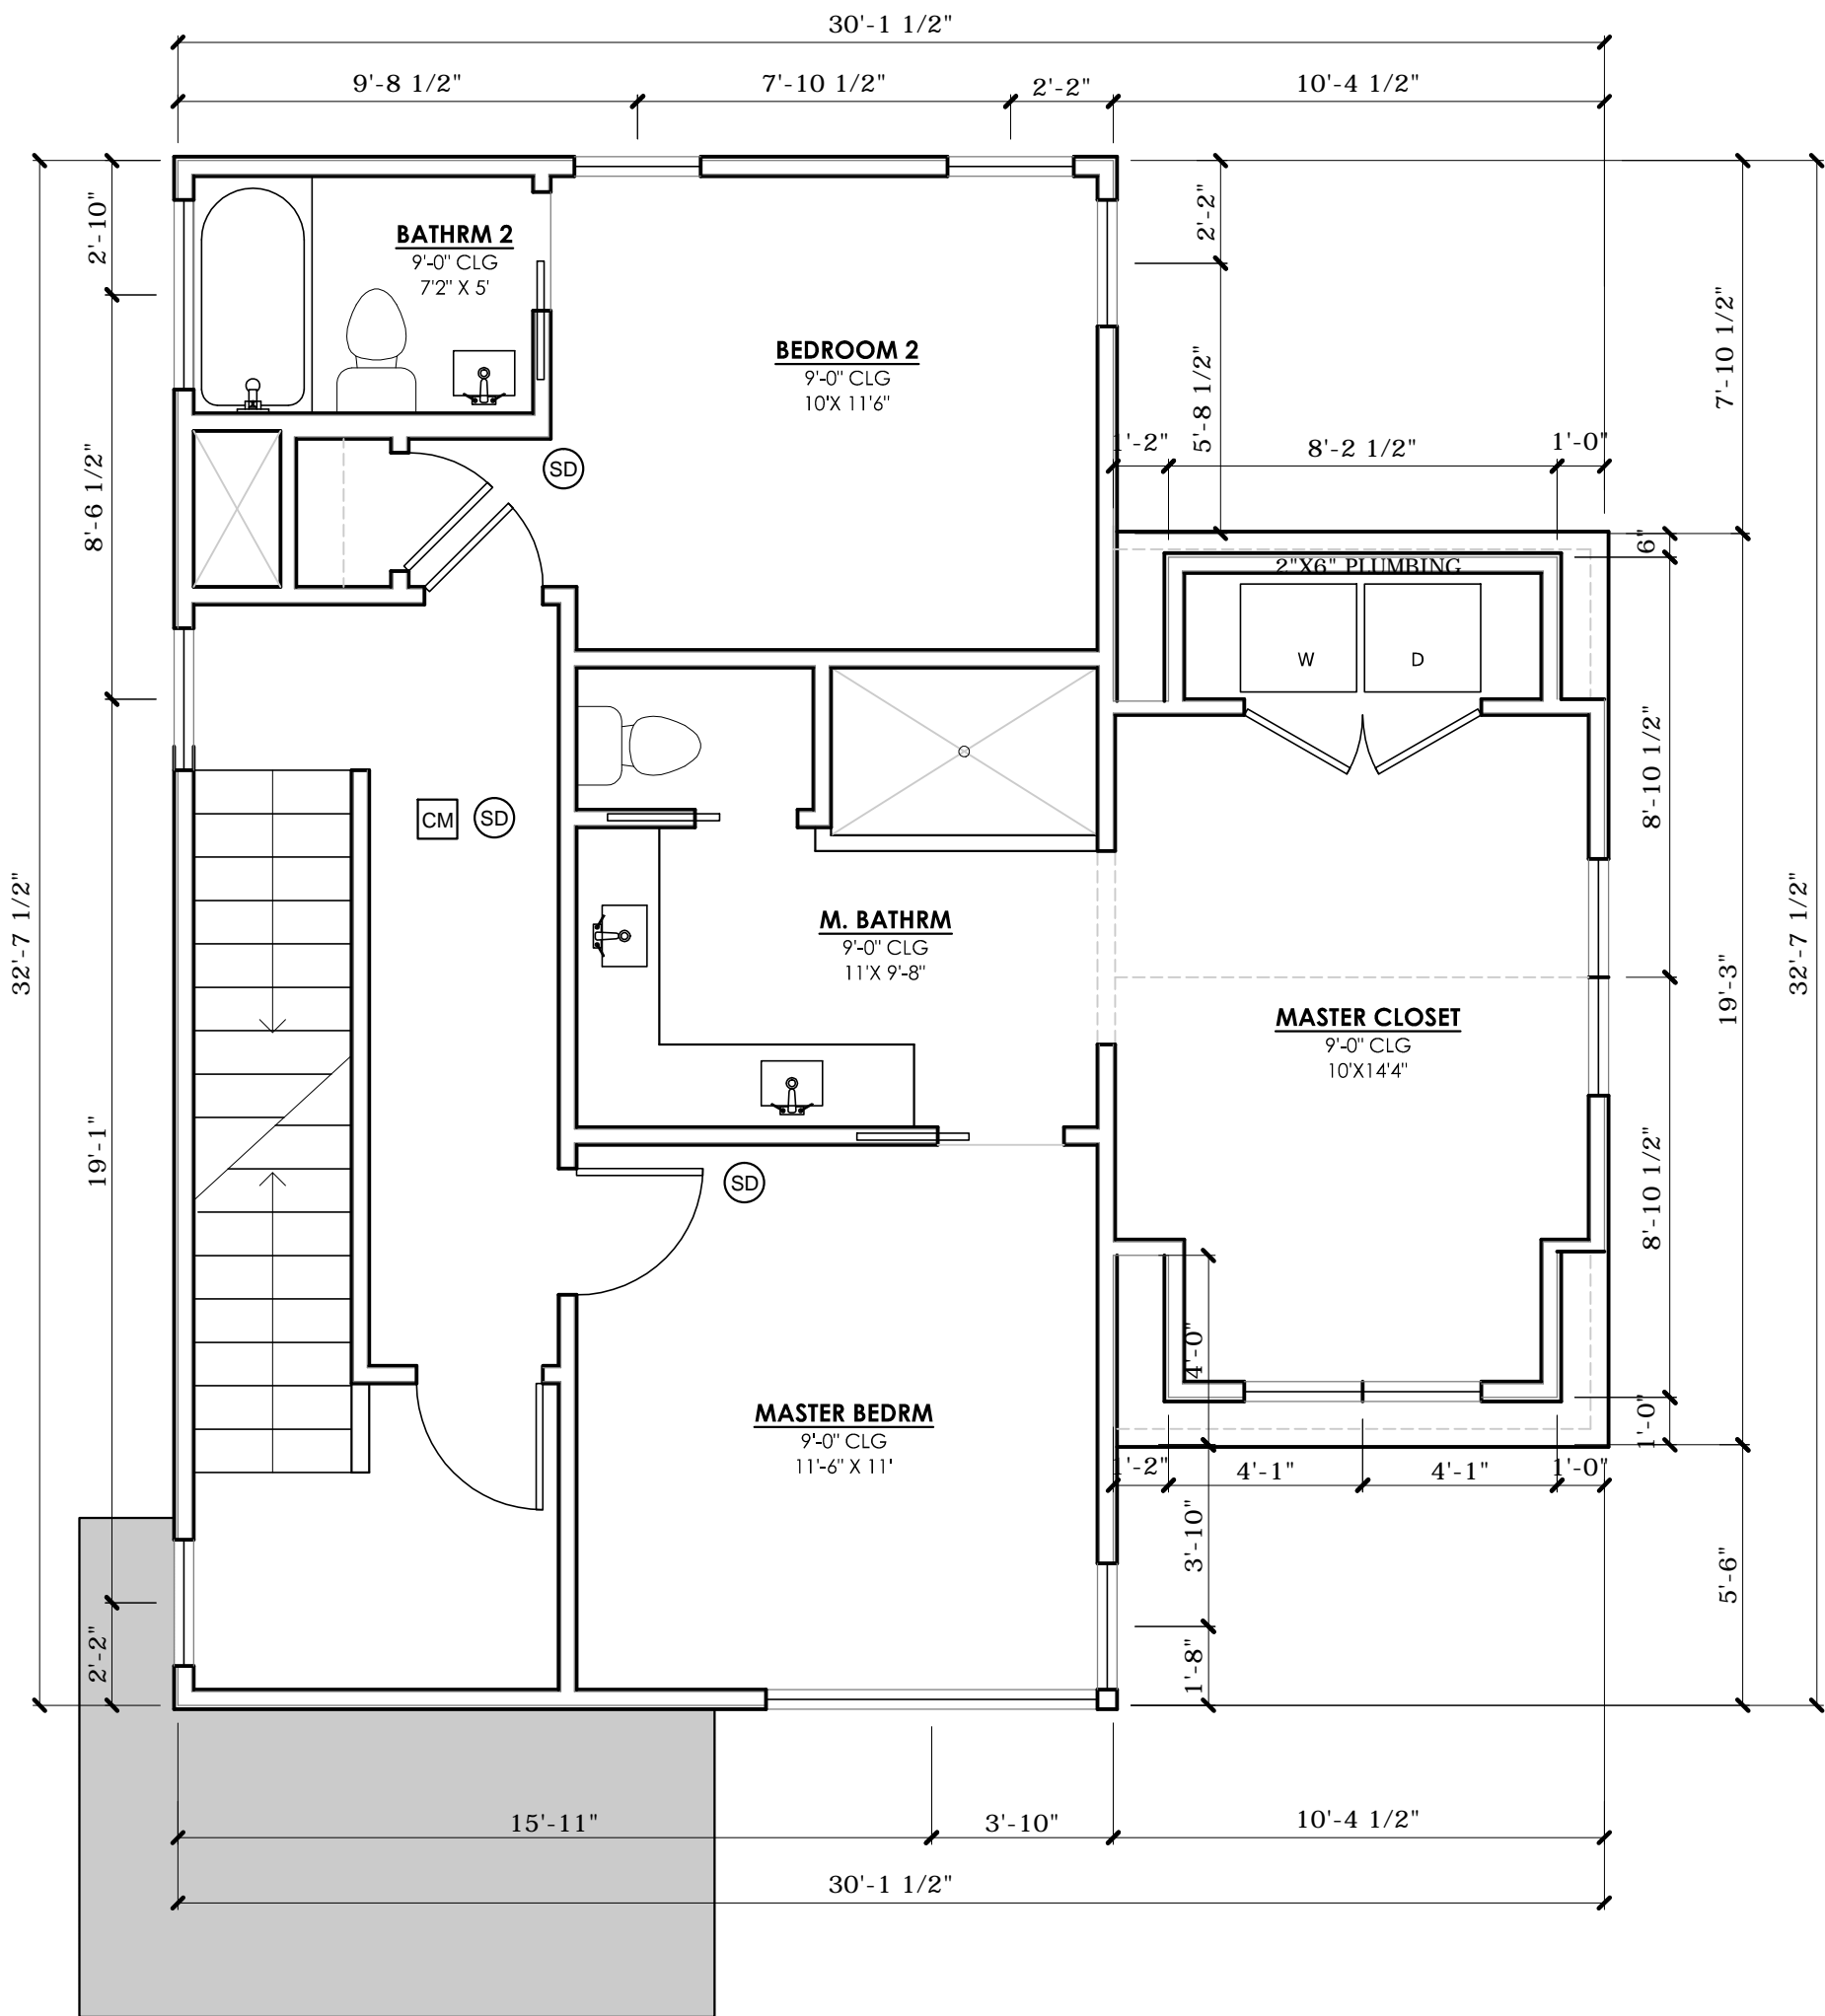 30'-1 1/2"
9'-8 1/2"
7'-10 1/2"
2'-2"
10'-4 1/2"
2'-10"
8'-6 1/2"
19'-1"
2'-2"
32'-7 1/2"
BATHRM 2
9'-0" CLG
7'2" X 5'
BEDROOM 2
9'-0" CLG
10'X 11'6"
SD
2'-2"
5'-8 1/2"
7'-10 1/2"
1'-2"
8'-2 1/2"
1'-0"
6"
2"X6" PLUMBING
W
D
CM
SD
8'-10 1/2"
M. BATHRM
9'-0" CLG
11'X 9'-8"
MASTER CLOSET
9'-0" CLG
10'X14'4"
19'-3"
32'-7 1/2"
SD
8'-10 1/2"
4'-0"
MASTER BEDRM
9'-0" CLG
11'-6" X 11'
1'-0"
1'-2"
4'-1"
4'-1"
1'-0"
3'-10"
5'-6"
1'-8"
15'-11"
3'-10"
10'-4 1/2"
30'-1 1/2"